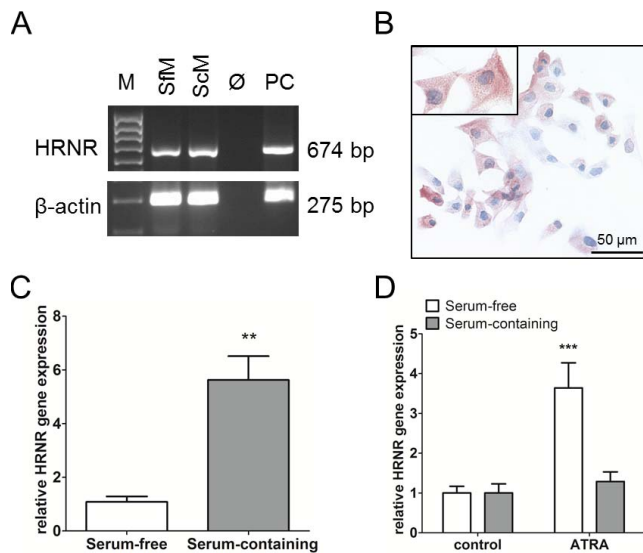 A
M
SfM
ScM
Ø
PC
HRNR
674 bp
β-actin
275 bp
B
50 µm
C
relative HRNR gene expression
8
6
4
2
0
**
Serum-free
Serum-containing
D
Serum-free
Serum-containing
relative HRNR gene expression
5
4
3
2
1
0
***
control
ATRA